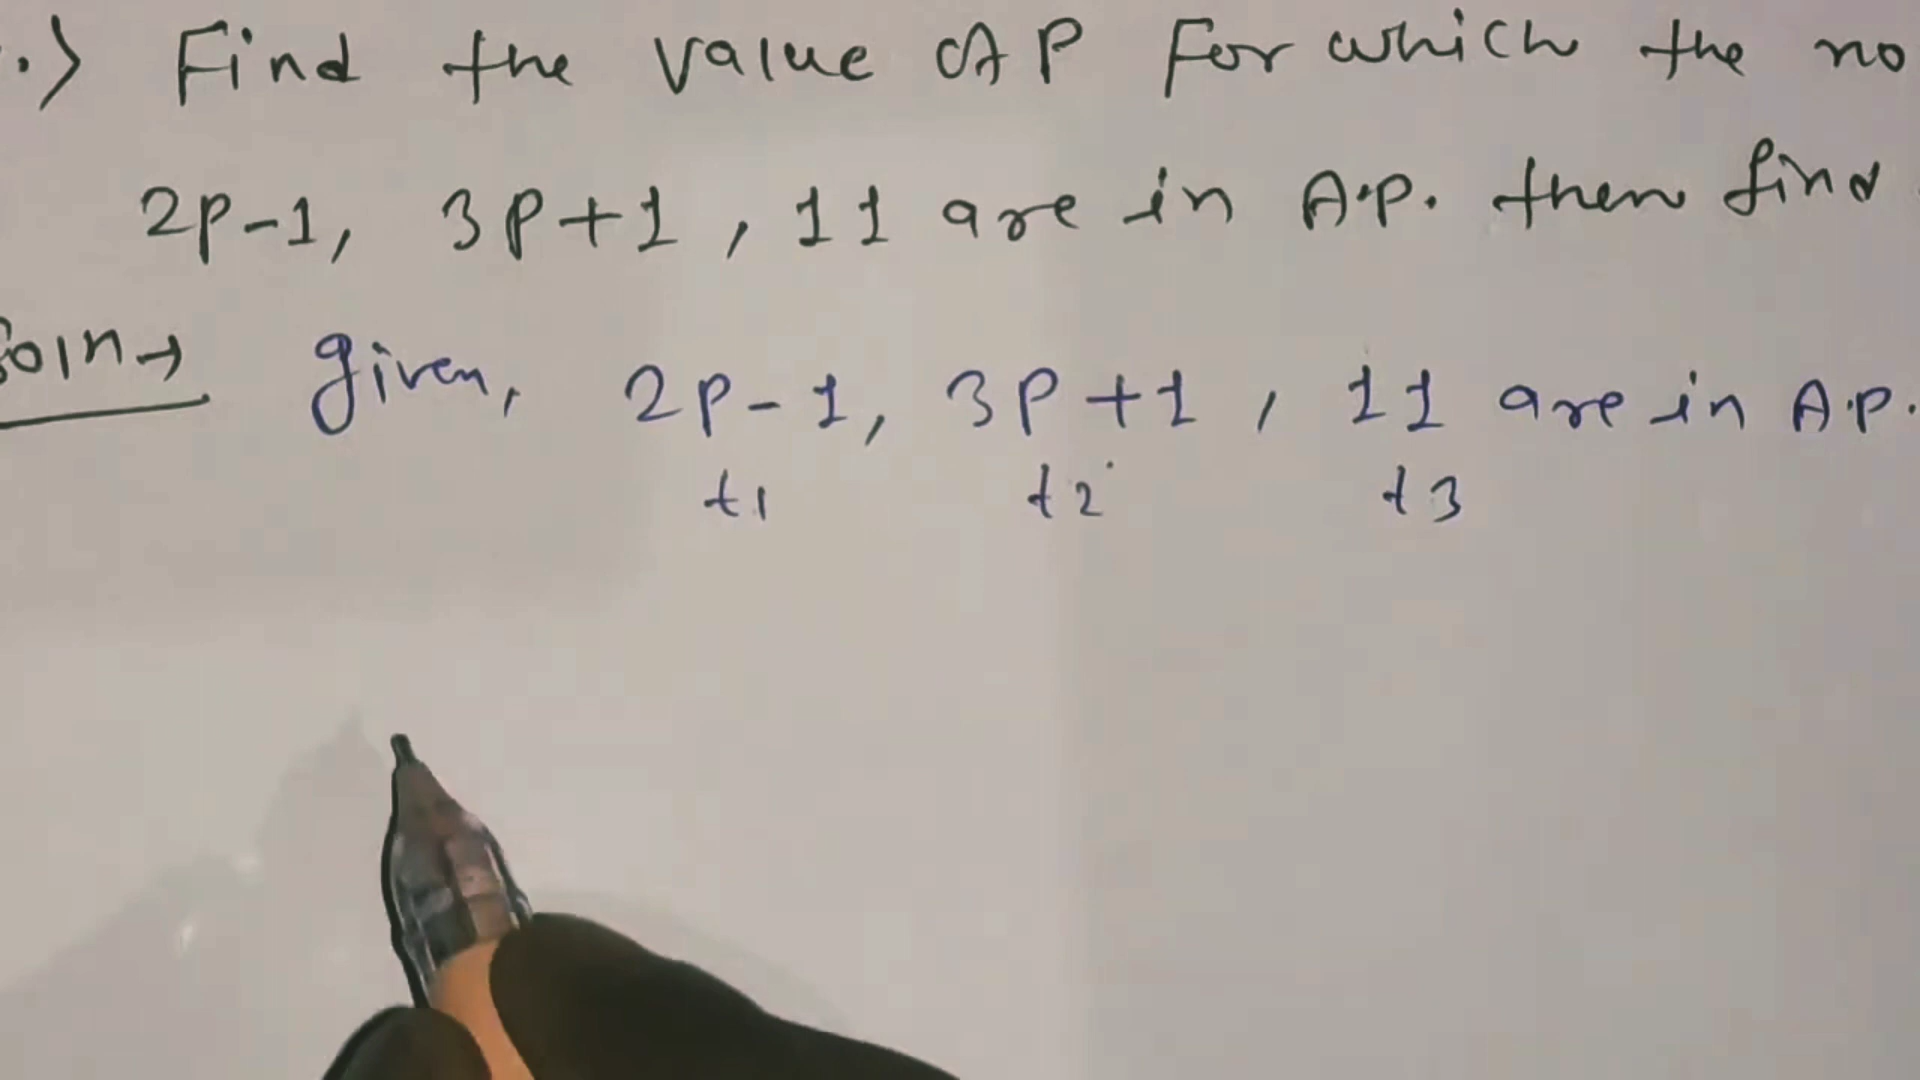 .) Find the value of P for which the no
2p-1, 3p+1, 11 are in A.P. then find
Soln→ given, 2p-1, 3p+1, 11 are in A.P.
t1 t2 t3